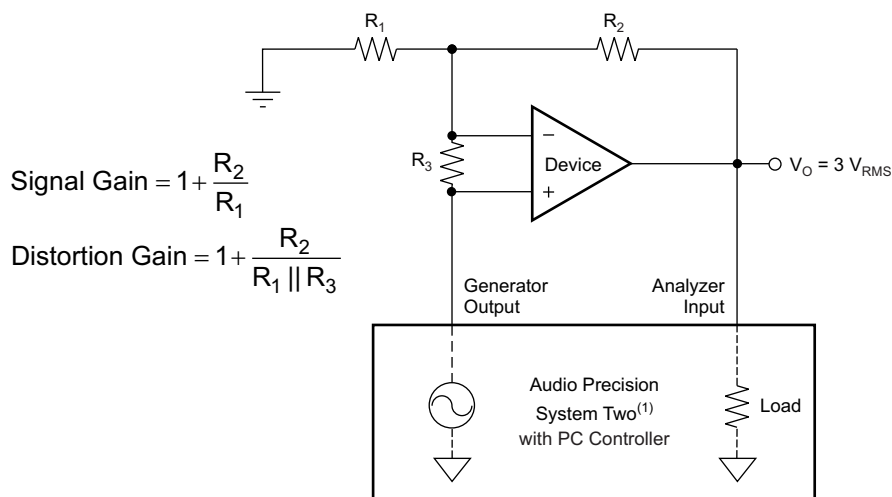 R1
R2
R3
−
+
Device
VO = 3 VRMS
Signal Gain = 1 + R2/R1
Distortion Gain = 1 + R2/(R1 || R3)
Generator
Output
Analyzer
Input
Audio Precision
System Two(1)
with PC Controller
Load